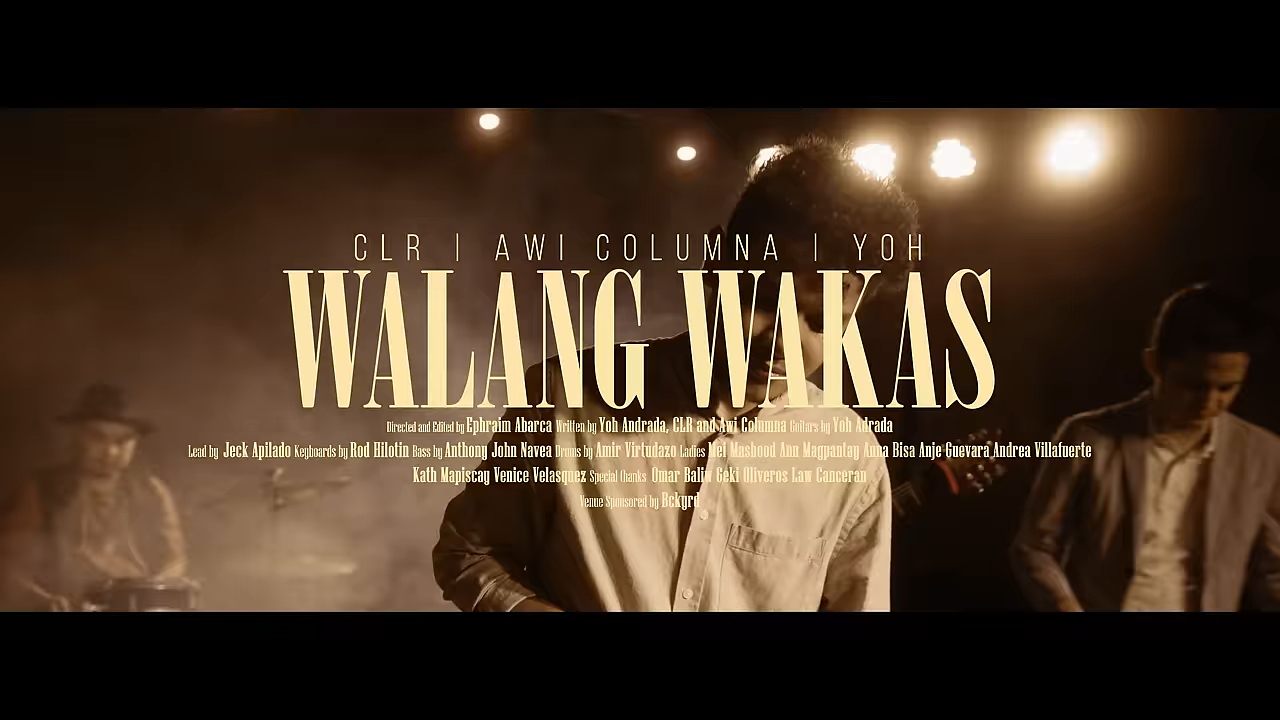 CLR | AWI COLUMNA | YOH
WALANG WAKAS
Directed and Edited by Ephraim Abarca Written by Yoh Andrada, CLR and Awi Columna Guitars by Yoh Adrada
Lead by Jeck Apilado Keyboards by Rod Hilotin Bass by Anthony John Navea Drums by Amir Virtudazo Ladies Mei Mashood Ann Magpantay Anna Bisa Anje Guevara Andrea Villafuerte
Kath Mapiscay Venice Velasquez Special thanks Omar Baliw Geki Oliveros Law Canceran
Venue Sponsored by Bckyrd